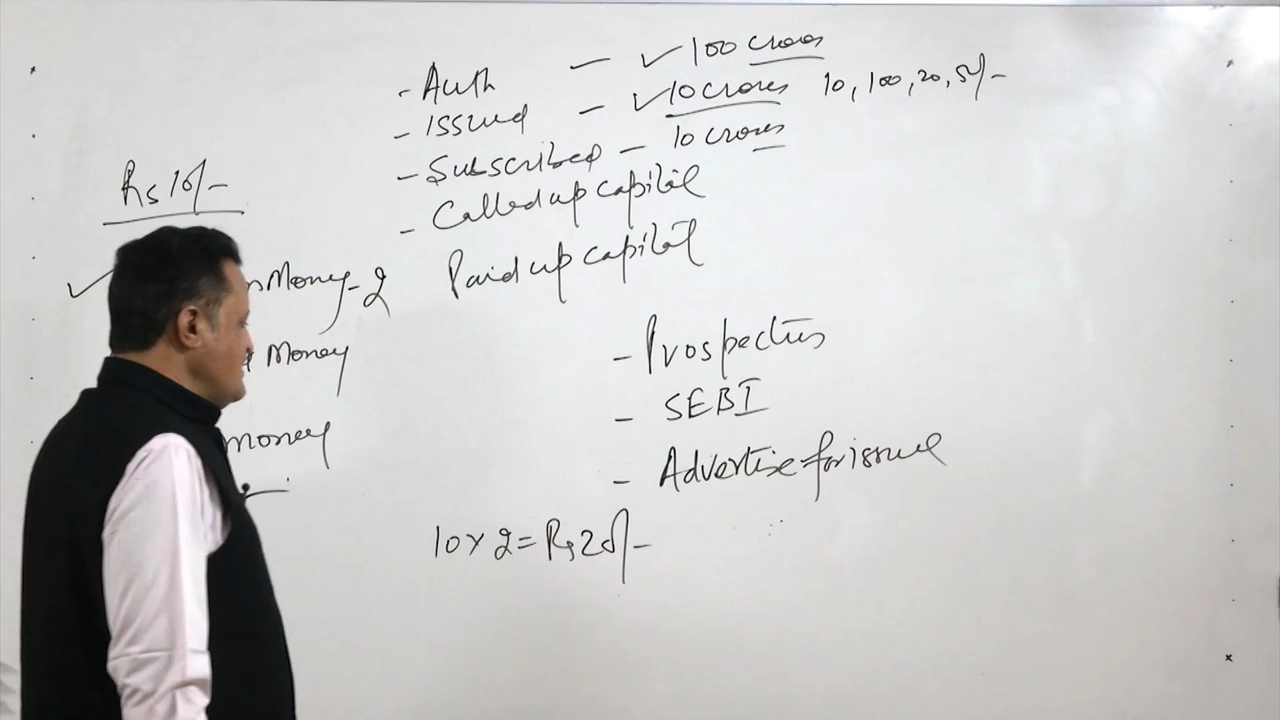 - Auth - ✓ 100 crores
- Issued - ✓ 10 crores 10, 100, 20, 5/-
- Subscribed - 10 crores
- Called up capital
Paid up capital
Rs 10/-
✓ Money - 2
Money
money
- Prospectus
- SEBI
- Advertise for issue
10 x 2 = Rs 20/-